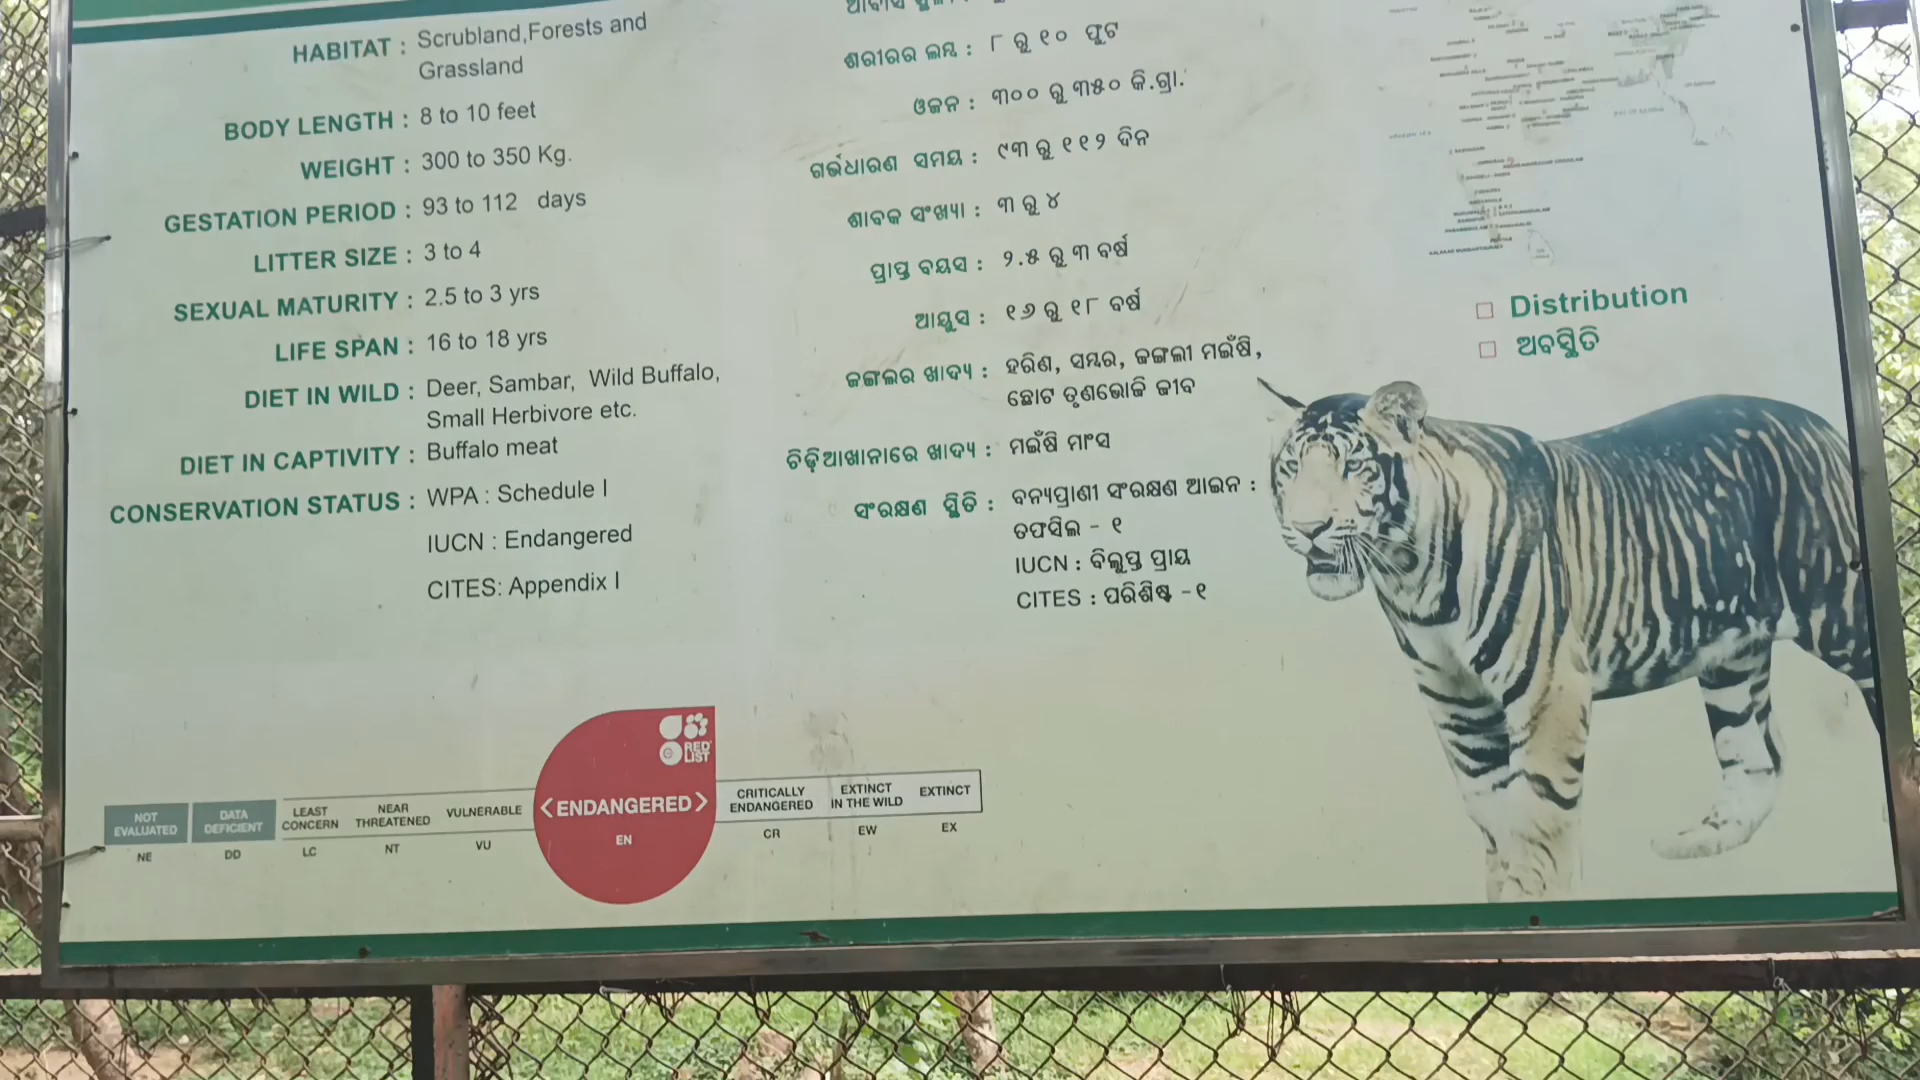 HABITAT : Scrubland,Forests and
Grassland
BODY LENGTH : 8 to 10 feet
WEIGHT : 300 to 350 Kg.
GESTATION PERIOD : 93 to 112 days
LITTER SIZE : 3 to 4
SEXUAL MATURITY : 2.5 to 3 yrs
LIFE SPAN : 16 to 18 yrs
DIET IN WILD : Deer, Sambar, Wild Buffalo,
Small Herbivore etc.
DIET IN CAPTIVITY : Buffalo meat
CONSERVATION STATUS : WPA : Schedule I
IUCN : Endangered
CITES: Appendix I
ଶରୀରର ଲମ୍ବ : ୮ ରୁ ୧୦ ଫୁଟ
ଓଜନ : ୩୦୦ ରୁ ୩୫୦ କି.ଗ୍ରା.
ଗର୍ଭଧାରଣ ସମୟ : ୯୩ ରୁ ୧୧୨ ଦିନ
ଶାବକ ସଂଖ୍ୟା : ୩ ରୁ ୪
ପ୍ରାପ୍ତ ବୟସ : ୨.୫ ରୁ ୩ ବର୍ଷ
ଆୟୁସ : ୧୬ ରୁ ୧୮ ବର୍ଷ
ଜଙ୍ଗଲର ଖାଦ୍ୟ : ହରିଣ, ସମ୍ବର, ଜଙ୍ଗଲୀ ମଇଁଷି,
ଛୋଟ ତୃଣଭୋଜି ଜୀବ
ଚିଡ଼ିଆଖାନାରେ ଖାଦ୍ୟ : ମଇଁଷି ମାଂସ
ସଂରକ୍ଷଣ ସ୍ଥିତି : ବନ୍ୟପ୍ରାଣୀ ସଂରକ୍ଷଣ ଆଇନ :
ତଫସିଲ - ୧
IUCN : ବିଲୁପ୍ତ ପ୍ରାୟ
CITES : ପରିଶିଷ୍ଟ -୧
Distribution
ଅବସ୍ଥିତି
RED LIST
NOT EVALUATED NE
DATA DEFICIENT DD
LEAST CONCERN LC
NEAR THREATENED NT
VULNERABLE VU
<ENDANGERED> EN
CRITICALLY ENDANGERED CR
EXTINCT IN THE WILD EW
EXTINCT EX